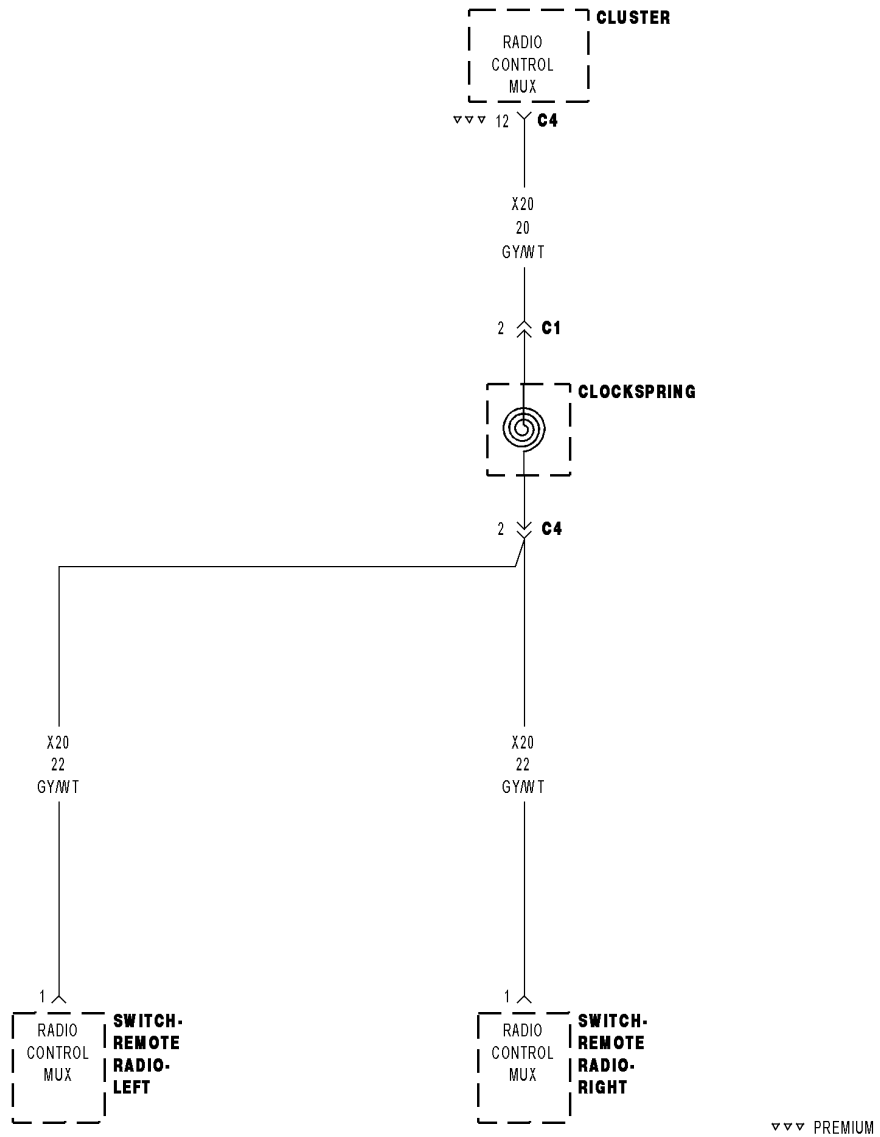 CLUSTER
RADIO
CONTROL
MUX
12 C4
X20
20
GY/WT
2 C1
CLOCKSPRING
2 C4
X20
22
GY/WT
X20
22
GY/WT
1
RADIO
CONTROL
MUX
SWITCH-
REMOTE
RADIO-
LEFT
1
RADIO
CONTROL
MUX
SWITCH-
REMOTE
RADIO-
RIGHT
PREMIUM